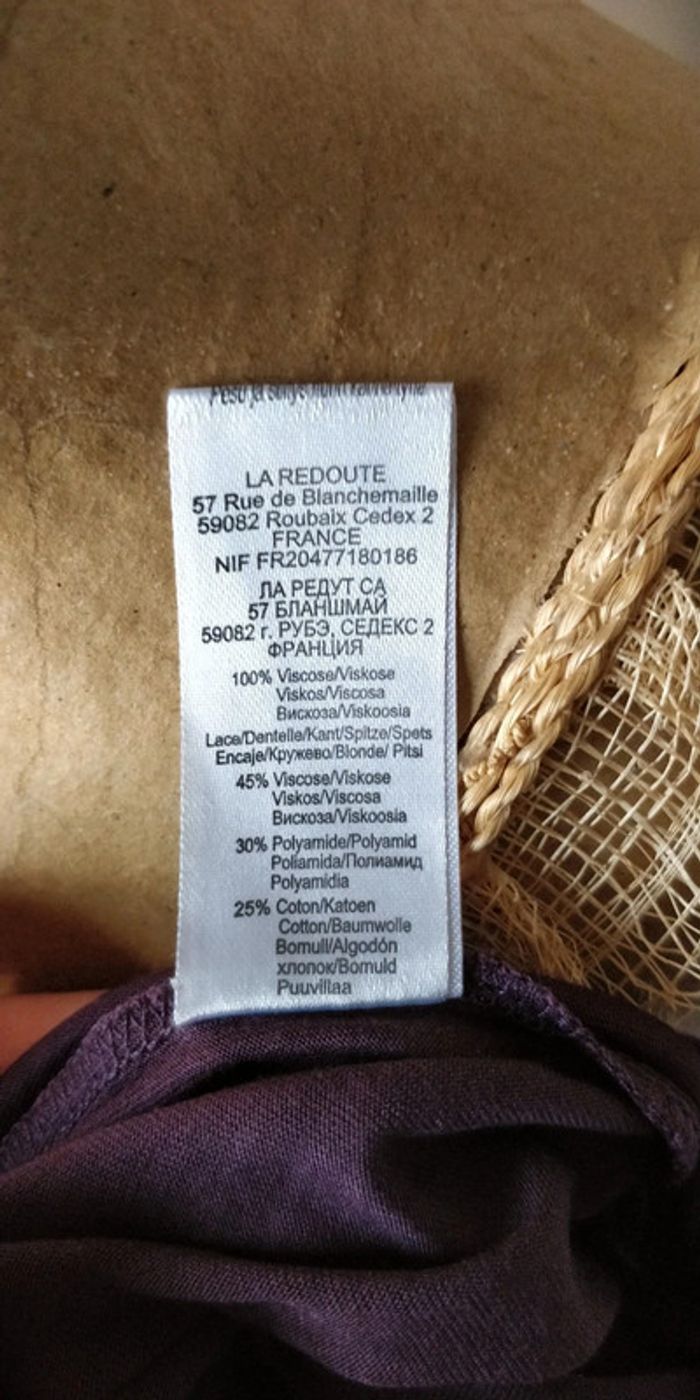 LA REDOUTE
57 Rue de Blanchemaille
59082 Roubaix Cedex 2
FRANCE
NIF FR20477180186
ЛА РЕДУТ СА
57 БЛАНШМАЙ
59082 г. РУБЭ, СЕДЕКС 2
ФРАНЦИЯ
100% Viscose/Viskose
Viskos/Viscosa
Вискоза/Viskoosia
Lace/Dentelle/Kant/Spitze/Spets
Encaje/Кружево/Blonde/ Pitsi
45% Viscose/Viskose
Viskos/Viscosa
Вискоза/Viskoosia
30% Polyamide/Polyamid
Poliamida/Полиамид
Polyamidia
25% Coton/Katoen
Cotton/Baumwolle
Bomull/Algodón
хлопок/Bomuld
Puuvillaa